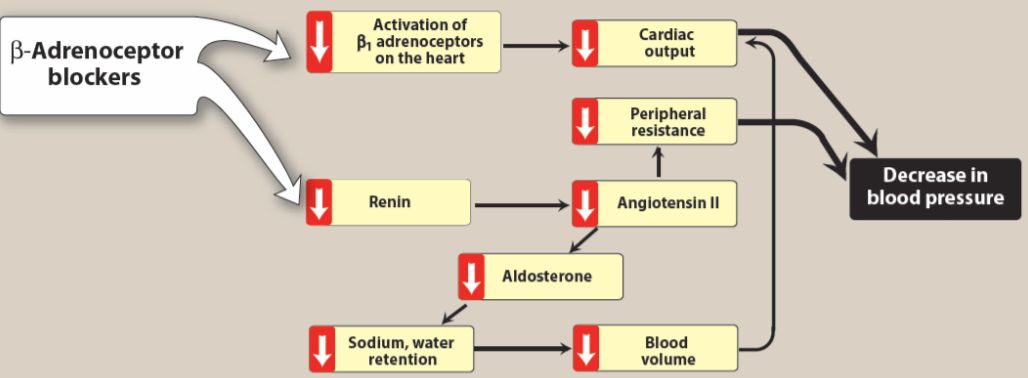 β-Adrenoceptor
blockers
Activation of
β₁ adrenoceptors
on the heart
Cardiac
output
Peripheral
resistance
Decrease in
blood pressure
Renin
Angiotensin II
Aldosterone
Sodium, water
retention
Blood
volume